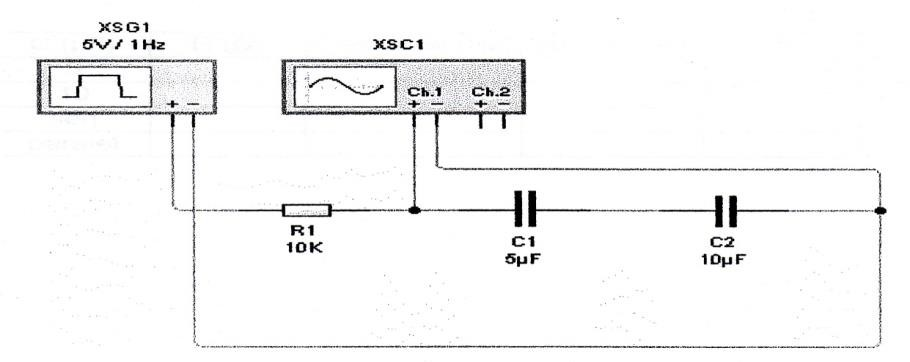 XSG1
5V / 1Hz
XSC1
Ch.1
Ch.2
+ -
+ -
+ -
R1
10K
C1
5µF
C2
10µF